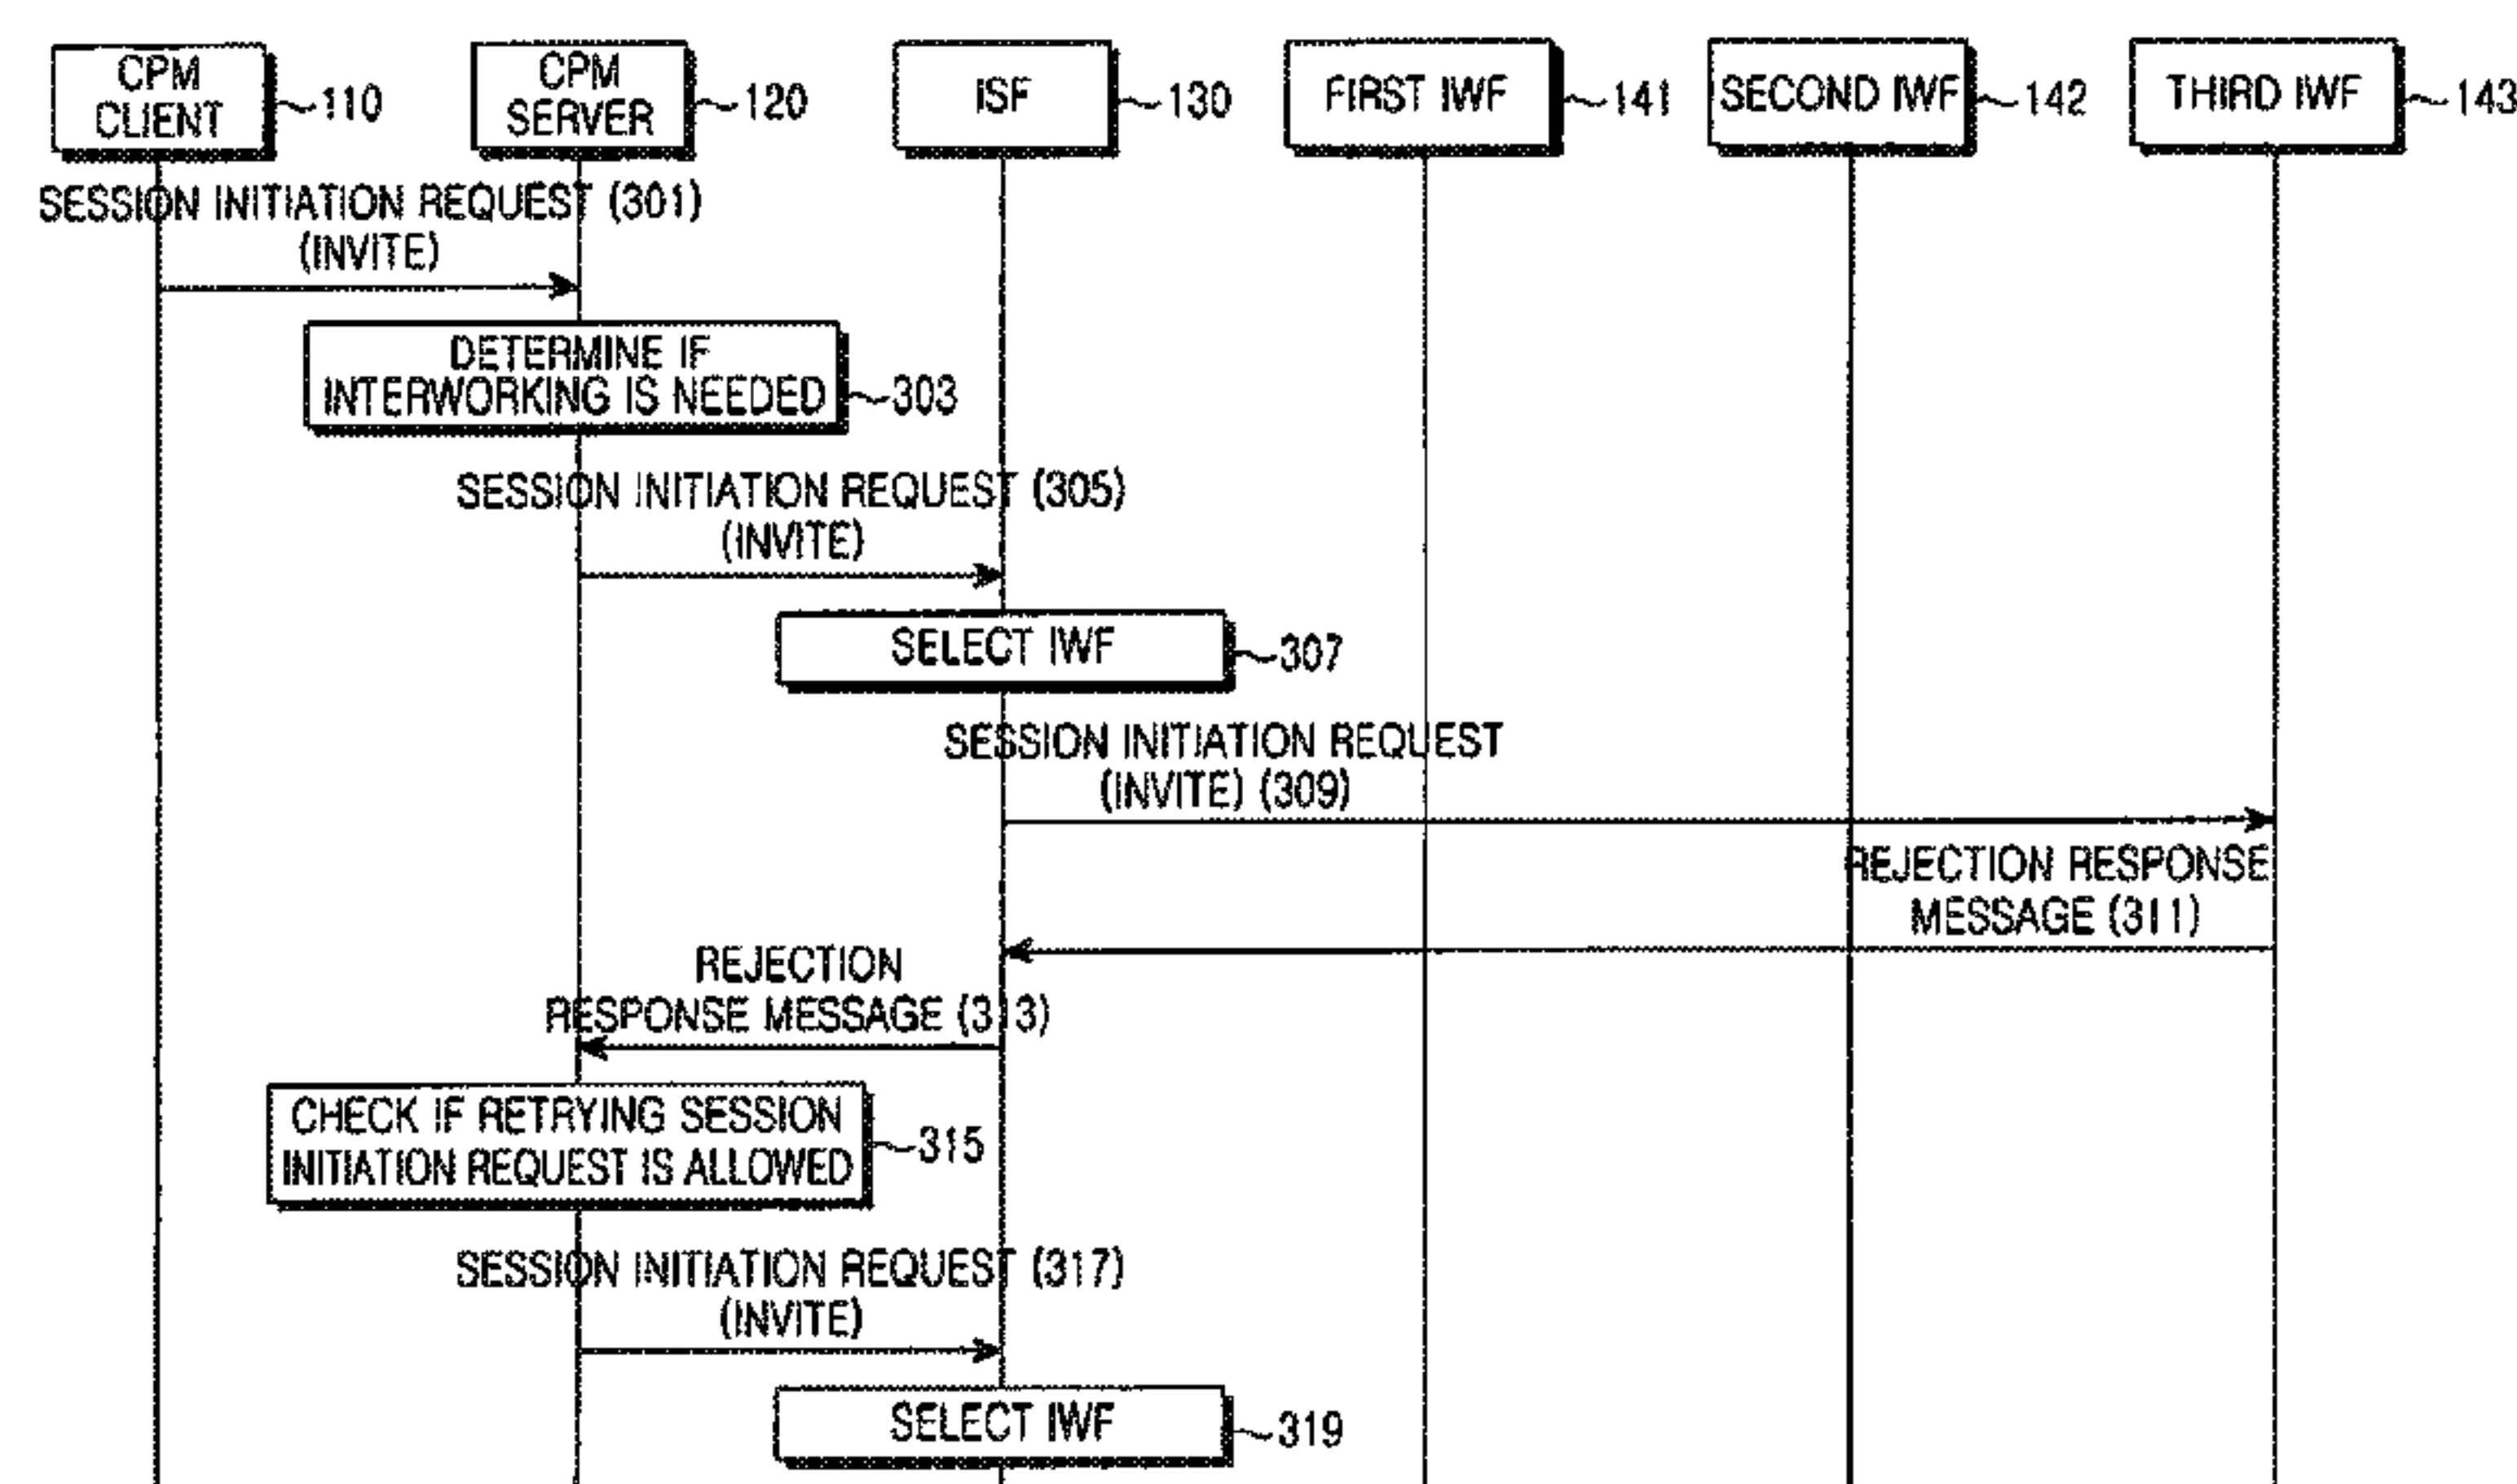 CPM
CLIENT
110
CPM
SERVER
120
ISF
130
FIRST IWF
141
SECOND IWF
142
THIRD IWF
143
SESSION INITIATION REQUEST (301)
(INVITE)
DETERMINE IF
INTERWORKING IS NEEDED
303
SESSION INITIATION REQUEST (305)
(INVITE)
SELECT IWF
307
SESSION INITIATION REQUEST
(INVITE) (309)
REJECTION RESPONSE
MESSAGE (311)
REJECTION
RESPONSE MESSAGE (313)
CHECK IF RETRYING SESSION
INITIATION REQUEST IS ALLOWED
315
SESSION INITIATION REQUEST (317)
(INVITE)
SELECT IWF
319